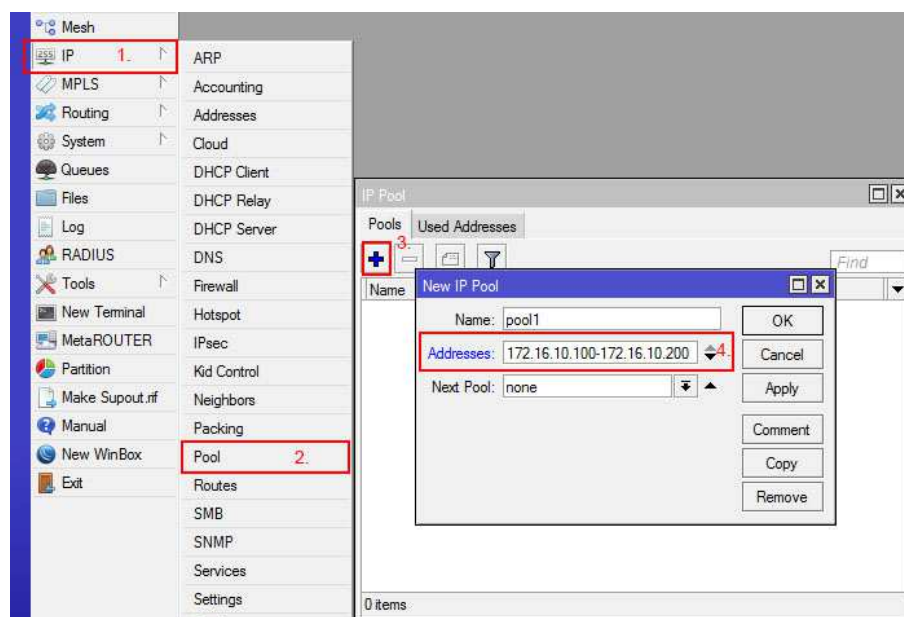 Mesh
IP 1.
MPLS
Routing
System
Queues
Files
Log
RADIUS
Tools
New Terminal
MetaROUTER
Partition
Make Supout.rif
Manual
New WinBox
Exit
ARP
Accounting
Addresses
Cloud
DHCP Client
DHCP Relay
DHCP Server
DNS
Firewall
Hotspot
IPsec
Kid Control
Neighbors
Packing
Pool 2.
Routes
SMB
SNMP
Services
Settings
IP Pool
Pools Used Addresses
3.
Find
Name
New IP Pool
Name: pool1
Addresses: 172.16.10.100-172.16.10.200 4.
Next Pool: none
OK
Cancel
Apply
Comment
Copy
Remove
0 items